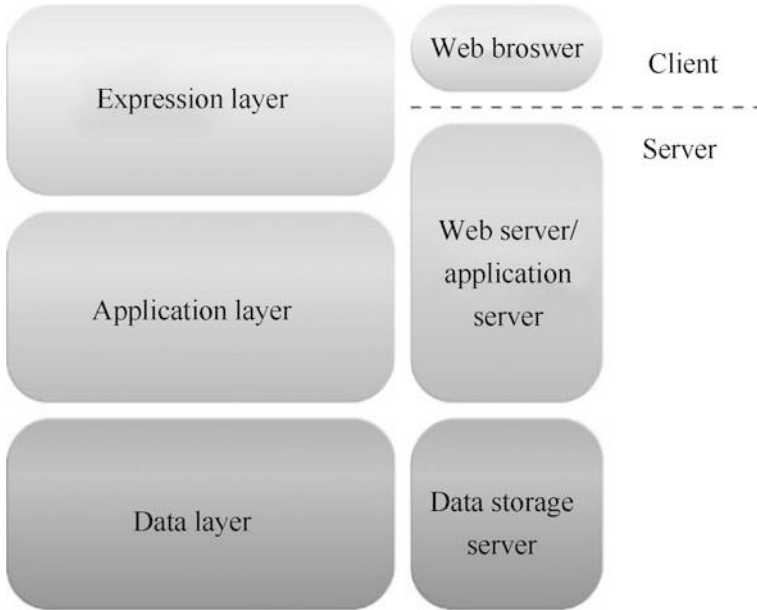 Expression layer
Web broswer
Client
Server
Application layer
Web server/
application
server
Data layer
Data storage
server